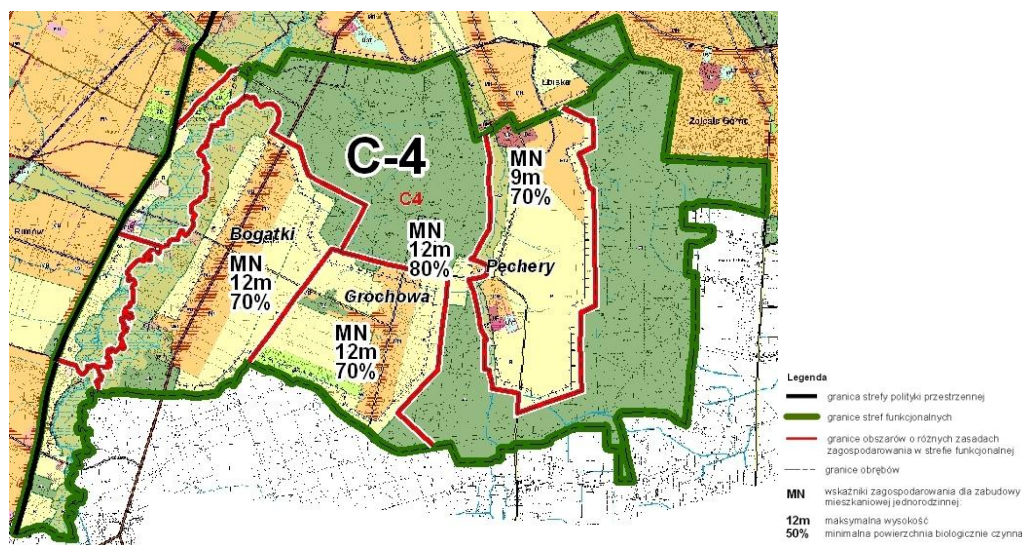 C-4
C4
MN
9m
70%
MN
12m
80%
Bogatki
MN
12m
70%
Pechery
Grochowa
MN
12m
70%
Legenda
granica strefy polityki przestrzennej
granice stref funkcjonalnych
granice obszarów o różnych zasadach
zagospodarowania w strefie funkcjonalnej
granice obrębów
MN wskaźniki zagospodarowania dla zabudowy
mieszkaniowej jednorodzinnej:
12m maksymalna wysokość
50% minimalna powierzchnia biologicznie czynna